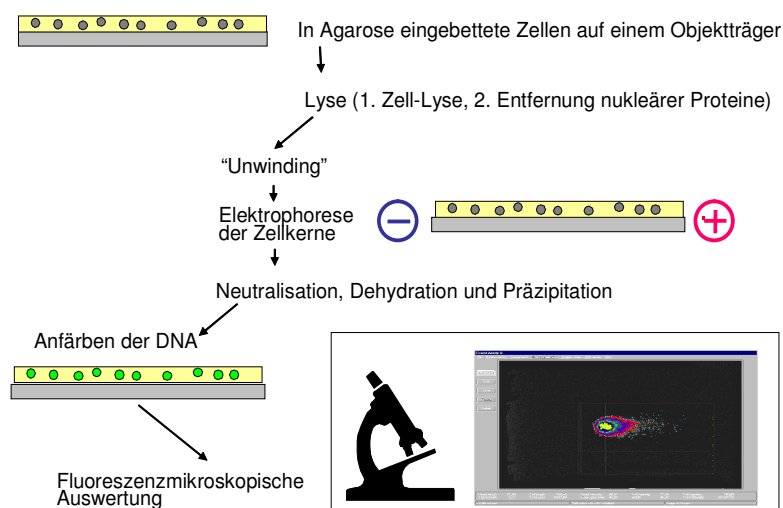 In Agarose eingebettete Zellen auf einem Objektträger
Lyse (1. Zell-Lyse, 2. Entfernung nukleärer Proteine)
“Unwinding”
Elektrophorese
der Zellkerne
−
+
Neutralisation, Dehydration und Präzipitation
Anfärben der DNA
Fluoreszenzmikroskopische
Auswertung